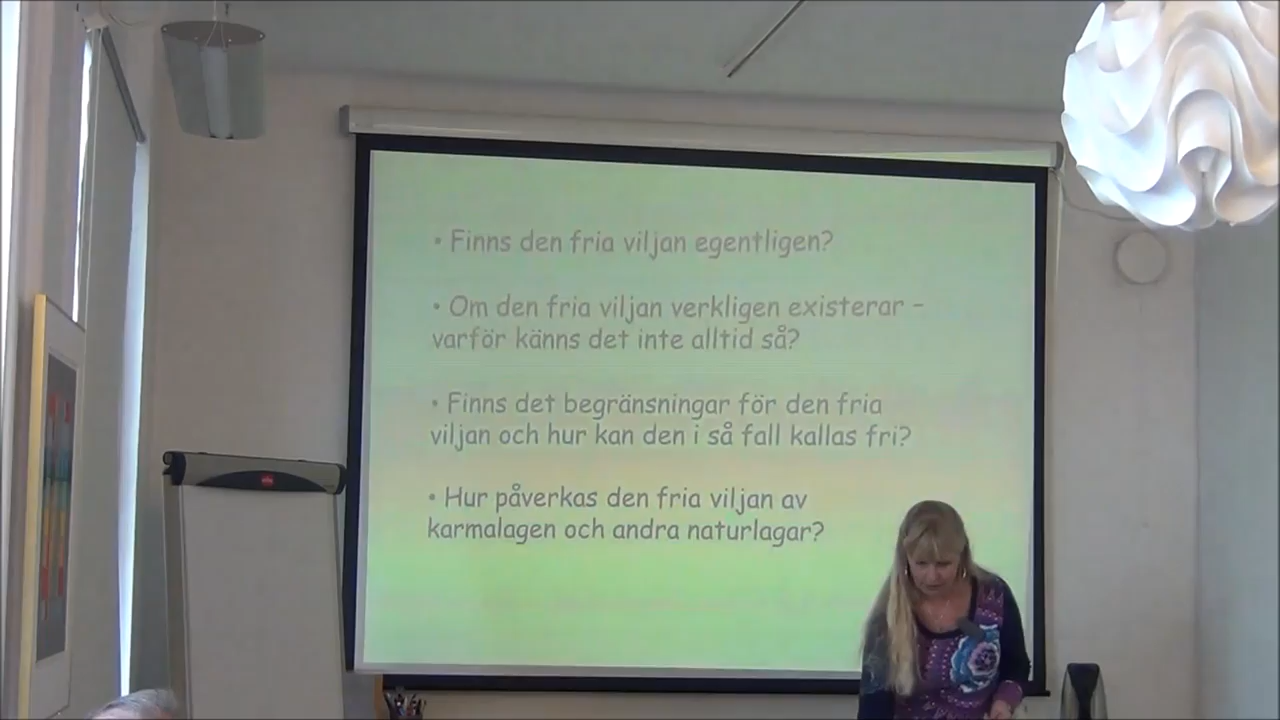 • Finns den fria viljan egentligen?
• Om den fria viljan verkligen existerar –
varför känns det inte alltid så?
• Finns det begränsningar för den fria
viljan och hur kan den i så fall kallas fri?
• Hur påverkas den fria viljan av
karmalagen och andra naturlagar?